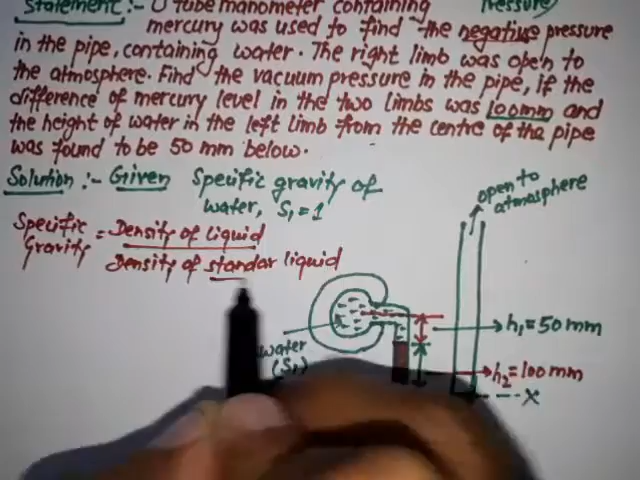 Statement:- U tube manometer containing Pressure)
mercury was used to find the negative pressure
in the pipe, containing water. The right limb was open to
the atmosphere. Find the vacuum pressure in the pipe, if the
difference of mercury level in the two limbs was 100mm and
the height of water in the left limb from the centre of the pipe
was found to be 50 mm below.
Solution:- Given Specific gravity of
water, S1 = 1
Specific
Gravity = Density of liquid
Density of standar liquid
open to
atmosphere
h1 = 50 mm
water
(S1)
h2 = 100 mm
X